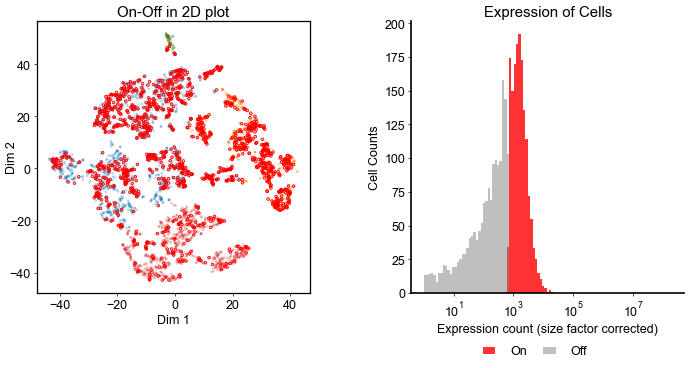 On-Off in 2D plot
40
20
0
−20
−40
Dim 2
−40 −20 0 20 40
Dim 1
Expression of Cells
200
175
150
125
100
75
50
25
0
Cell Counts
10^1 10^3 10^5 10^7
Expression count (size factor corrected)
On Off